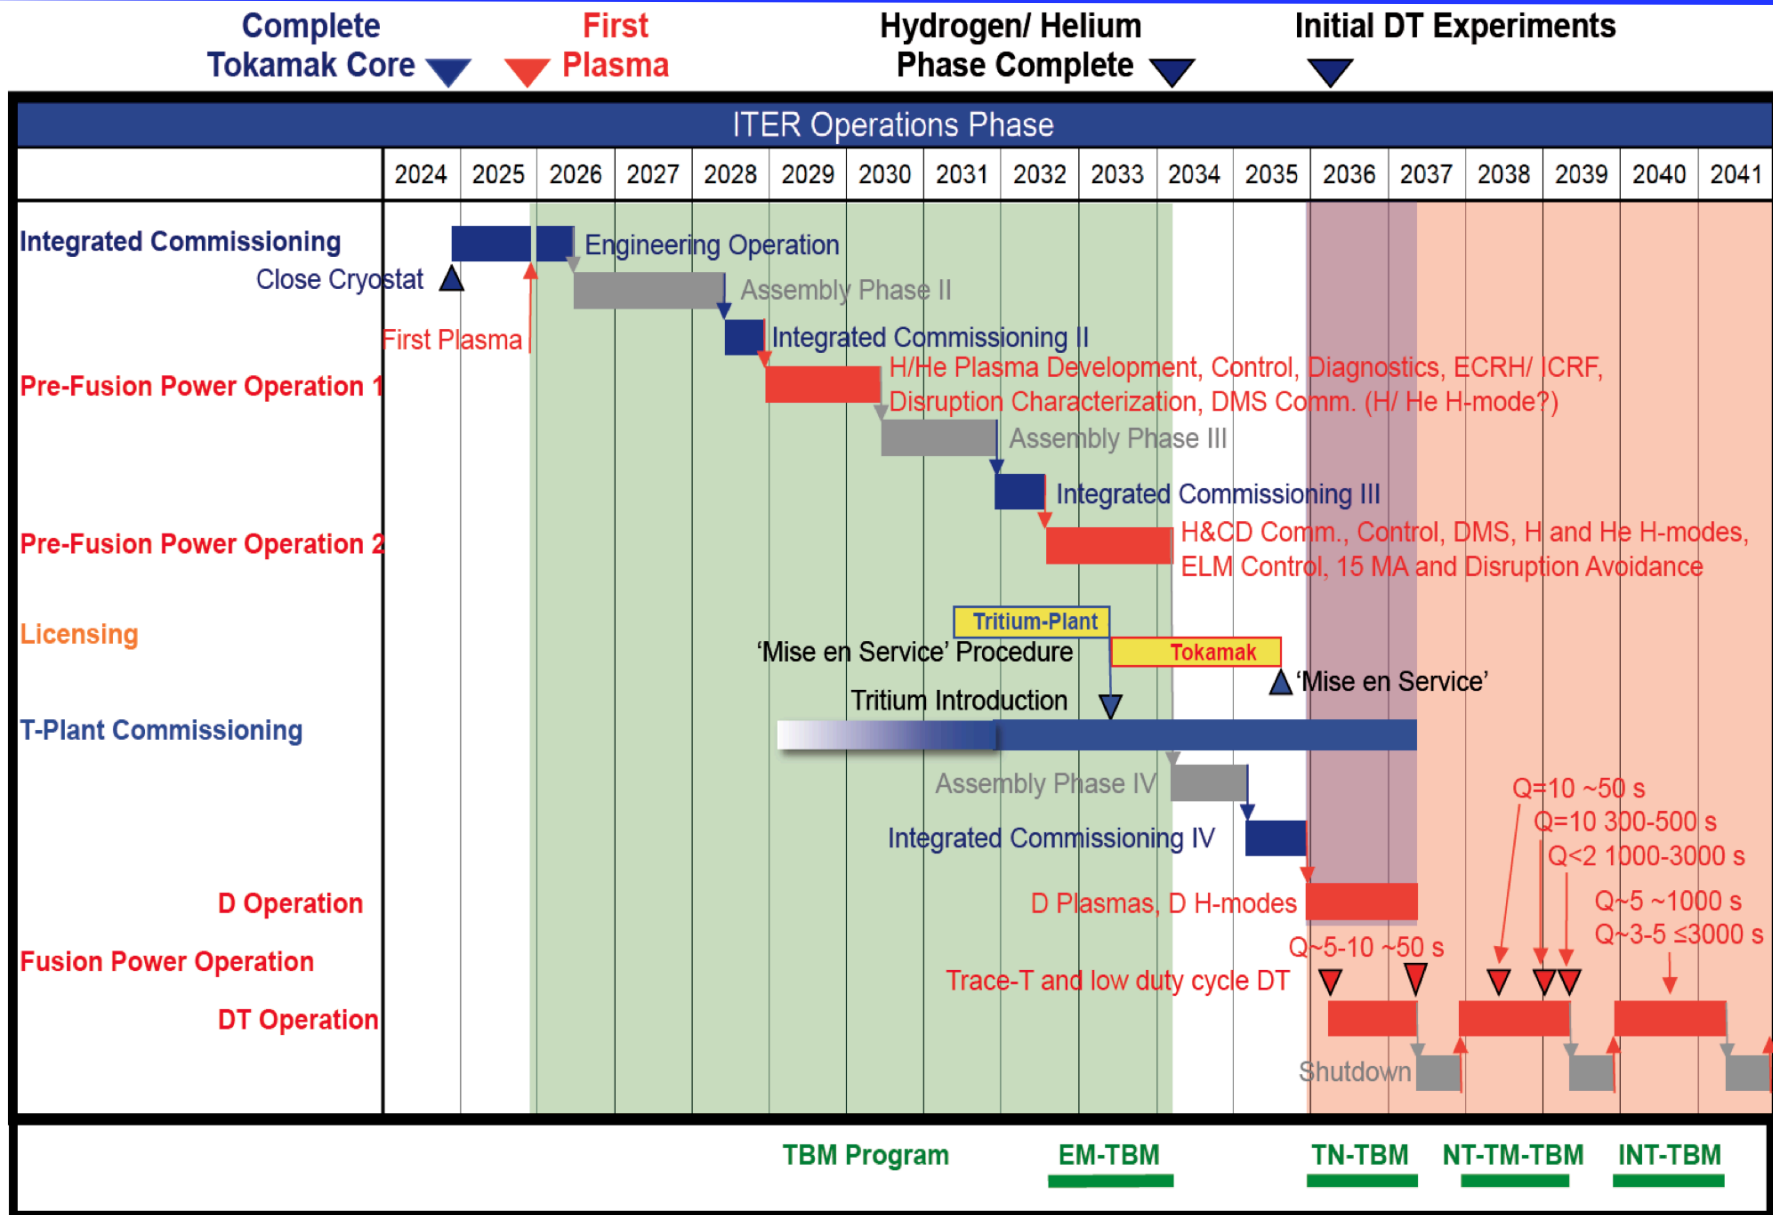 Complete
Tokamak Core
First
Plasma
Hydrogen/ Helium
Phase Complete
Initial DT Experiments
ITER Operations Phase
2024 2025 2026 2027 2028 2029 2030 2031 2032 2033 2034 2035 2036 2037 2038 2039 2040 2041
Integrated Commissioning
Engineering Operation
Close Cryostat
Assembly Phase II
First Plasma
Integrated Commissioning II
Pre-Fusion Power Operation 1
H/He Plasma Development, Control, Diagnostics, ECRH/ ICRF,
Disruption Characterization, DMS Comm. (H/ He H-mode?)
Assembly Phase III
Integrated Commissioning III
Pre-Fusion Power Operation 2
H&CD Comm., Control, DMS, H and He H-modes,
ELM Control, 15 MA and Disruption Avoidance
Licensing
Tritium-Plant
‘Mise en Service’ Procedure
Tokamak
‘Mise en Service’
Tritium Introduction
T-Plant Commissioning
Assembly Phase IV
Q=10 ~50 s
Q=10 300-500 s
Integrated Commissioning IV
Q<2 1000-3000 s
D Operation
D Plasmas, D H-modes
Q~5 ~1000 s
Q~3-5 ≤3000 s
Q~5-10 ~50 s
Fusion Power Operation
Trace-T and low duty cycle DT
DT Operation
Shutdown
TBM Program
EM-TBM
TN-TBM
NT-TM-TBM
INT-TBM